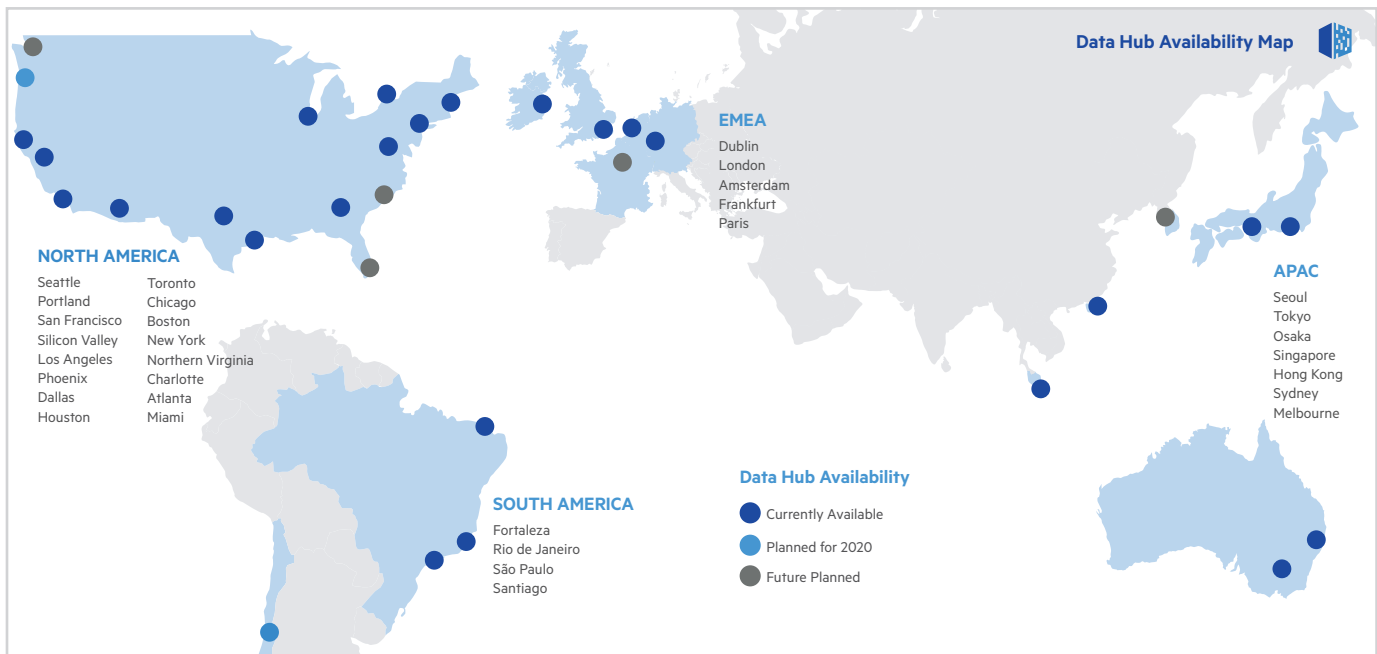 Data Hub Availability Map
EMEA
Dublin
London
Amsterdam
Frankfurt
Paris
NORTH AMERICA
Seattle
Portland
San Francisco
Silicon Valley
Los Angeles
Phoenix
Dallas
Houston
Toronto
Chicago
Boston
New York
Northern Virginia
Charlotte
Atlanta
Miami
APAC
Seoul
Tokyo
Osaka
Singapore
Hong Kong
Sydney
Melbourne
SOUTH AMERICA
Fortaleza
Rio de Janeiro
São Paulo
Santiago
Data Hub Availability
Currently Available
Planned for 2020
Future Planned